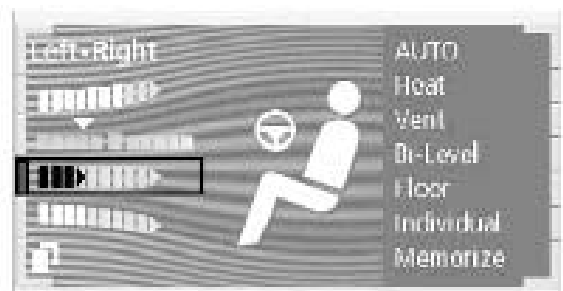 Left•Right
AUTO
Heat
Vent
Bi-Level
Floor
Individual
Memorize